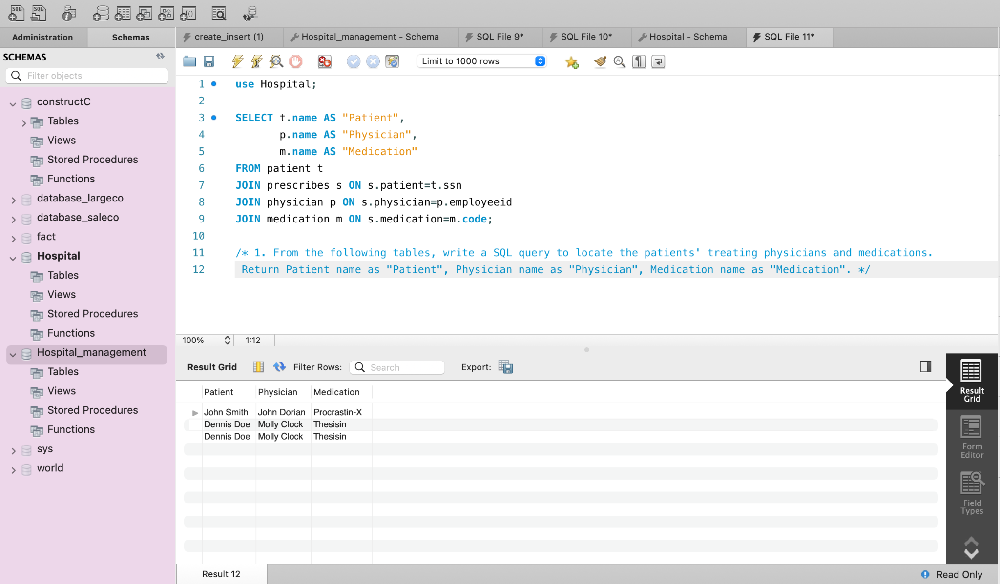 SQL SQL
Administration Schemas create_insert (1) Hospital_management - Schema SQL File 9* SQL File 10* Hospital - Schema SQL File 11*
SCHEMAS
Filter objects
Limit to 1000 rows
constructC
Tables
Views
Stored Procedures
Functions
database_largeco
database_saleco
fact
Hospital
Tables
Views
Stored Procedures
Functions
Hospital_management
Tables
Views
Stored Procedures
Functions
sys
world
1 use Hospital;
2
3 SELECT t.name AS "Patient",
4 p.name AS "Physician",
5 m.name AS "Medication"
6 FROM patient t
7 JOIN prescribes s ON s.patient=t.ssn
8 JOIN physician p ON s.physician=p.employeeid
9 JOIN medication m ON s.medication=m.code;
10
11 /* 1. From the following tables, write a SQL query to locate the patients' treating physicians and medications.
12 Return Patient name as "Patient", Physician name as "Physician", Medication name as "Medication". */
100% 1:12
Result Grid Filter Rows: Search Export:
Patient Physician Medication
John Smith John Dorian Procrastin-X
Dennis Doe Molly Clock Thesisin
Dennis Doe Molly Clock Thesisin
Result
Grid
Form
Editor
Field
Types
Result 12 Read Only